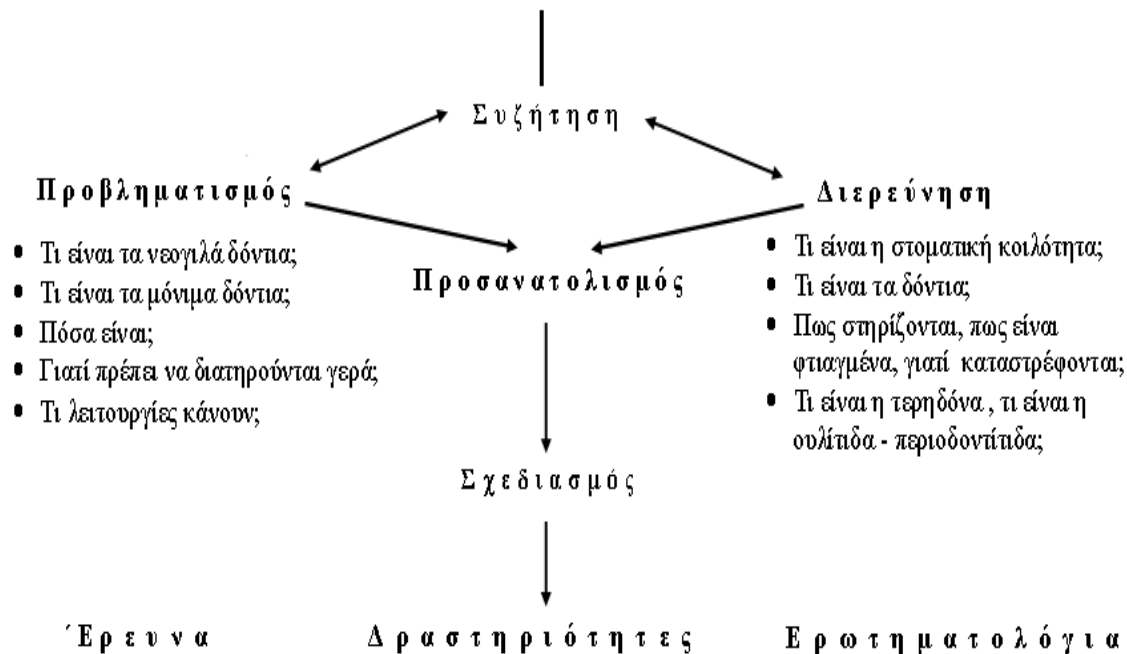 Συζήτηση
Προβληματισμός
• Τι είναι τα νεογιλά δόντια;
• Τι είναι τα μόνιμα δόντια;
• Πόσα είναι;
• Γιατί πρέπει να διατηρούνται γερά;
• Τι λειτουργίες κάνουν;
Διερεύνηση
• Τι είναι η στοματική κοιλότητα;
• Τι είναι τα δόντια;
• Πως στηρίζονται, πως είναι
φτιαγμένα, γιατί καταστρέφονται;
• Τι είναι η τερηδόνα , τι είναι η
ουλίτιδα - περιοδοντίτιδα;
Προσανατολισμός
Σχεδιασμός
Έρευνα
Δραστηριότητες
Ερωτηματολόγια